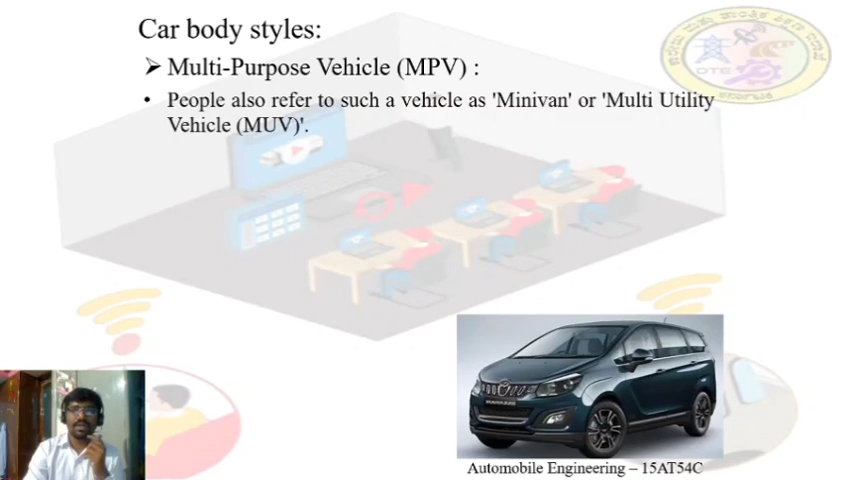 Car body styles:
➢ Multi-Purpose Vehicle (MPV) :
• People also refer to such a vehicle as 'Minivan' or 'Multi Utility
Vehicle (MUV)'.
OTE
Automobile Engineering – 15AT54C